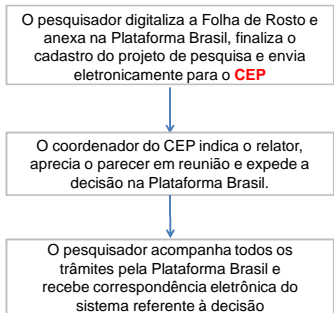 O pesquisador digitaliza a Folha de Rosto e
anexa na Plataforma Brasil, finaliza o
cadastro do projeto de pesquisa e envia
eletronicamente para o CEP
O coordenador do CEP indica o relator,
aprecia o parecer em reunião e expede a
decisão na Plataforma Brasil.
O pesquisador acompanha todos os
trâmites pela Plataforma Brasil e
recebe correspondência eletrônica do
sistema referente à decisão